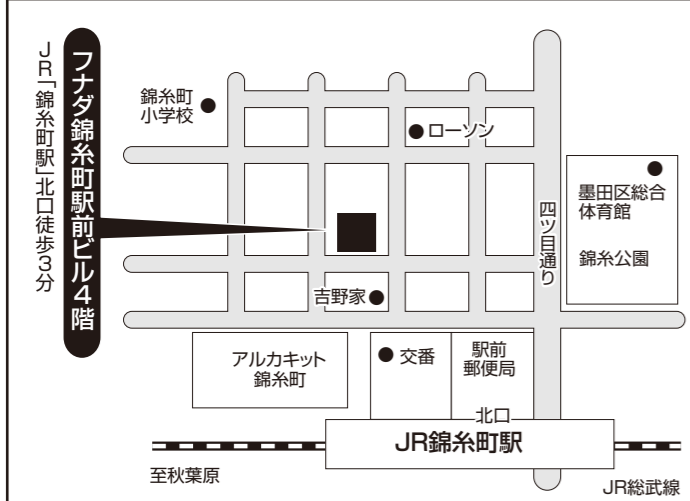 フナダ錦糸町駅前ビル4階
JR「錦糸町駅」北口徒歩3分
錦糸町
小学校
ローソン
四ツ目通り
墨田区総合
体育館
錦糸公園
吉野家
アルカキット
錦糸町
交番
駅前
郵便局
北口
JR錦糸町駅
至秋葉原
JR総武線